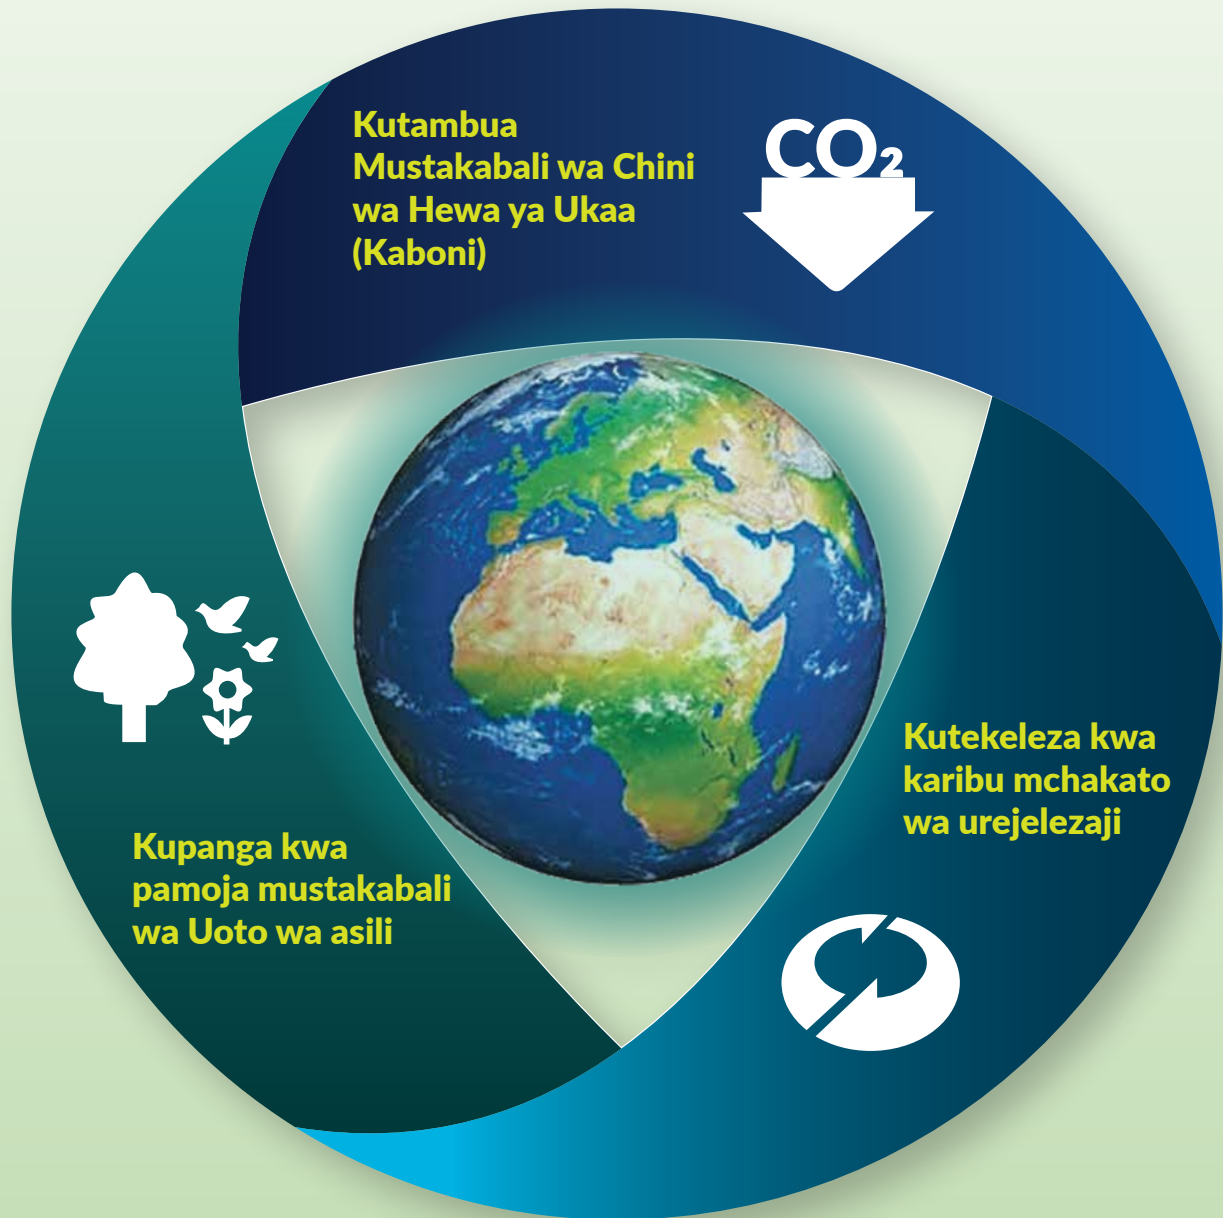 Kutambua
Mustakabali wa Chini
wa Hewa ya Ukaa
(Kaboni)
CO₂
Kutekeleza kwa
karibu mchakato
wa urejelezaji
Kupanga kwa
pamoja mustakabali
wa Uoto wa asili